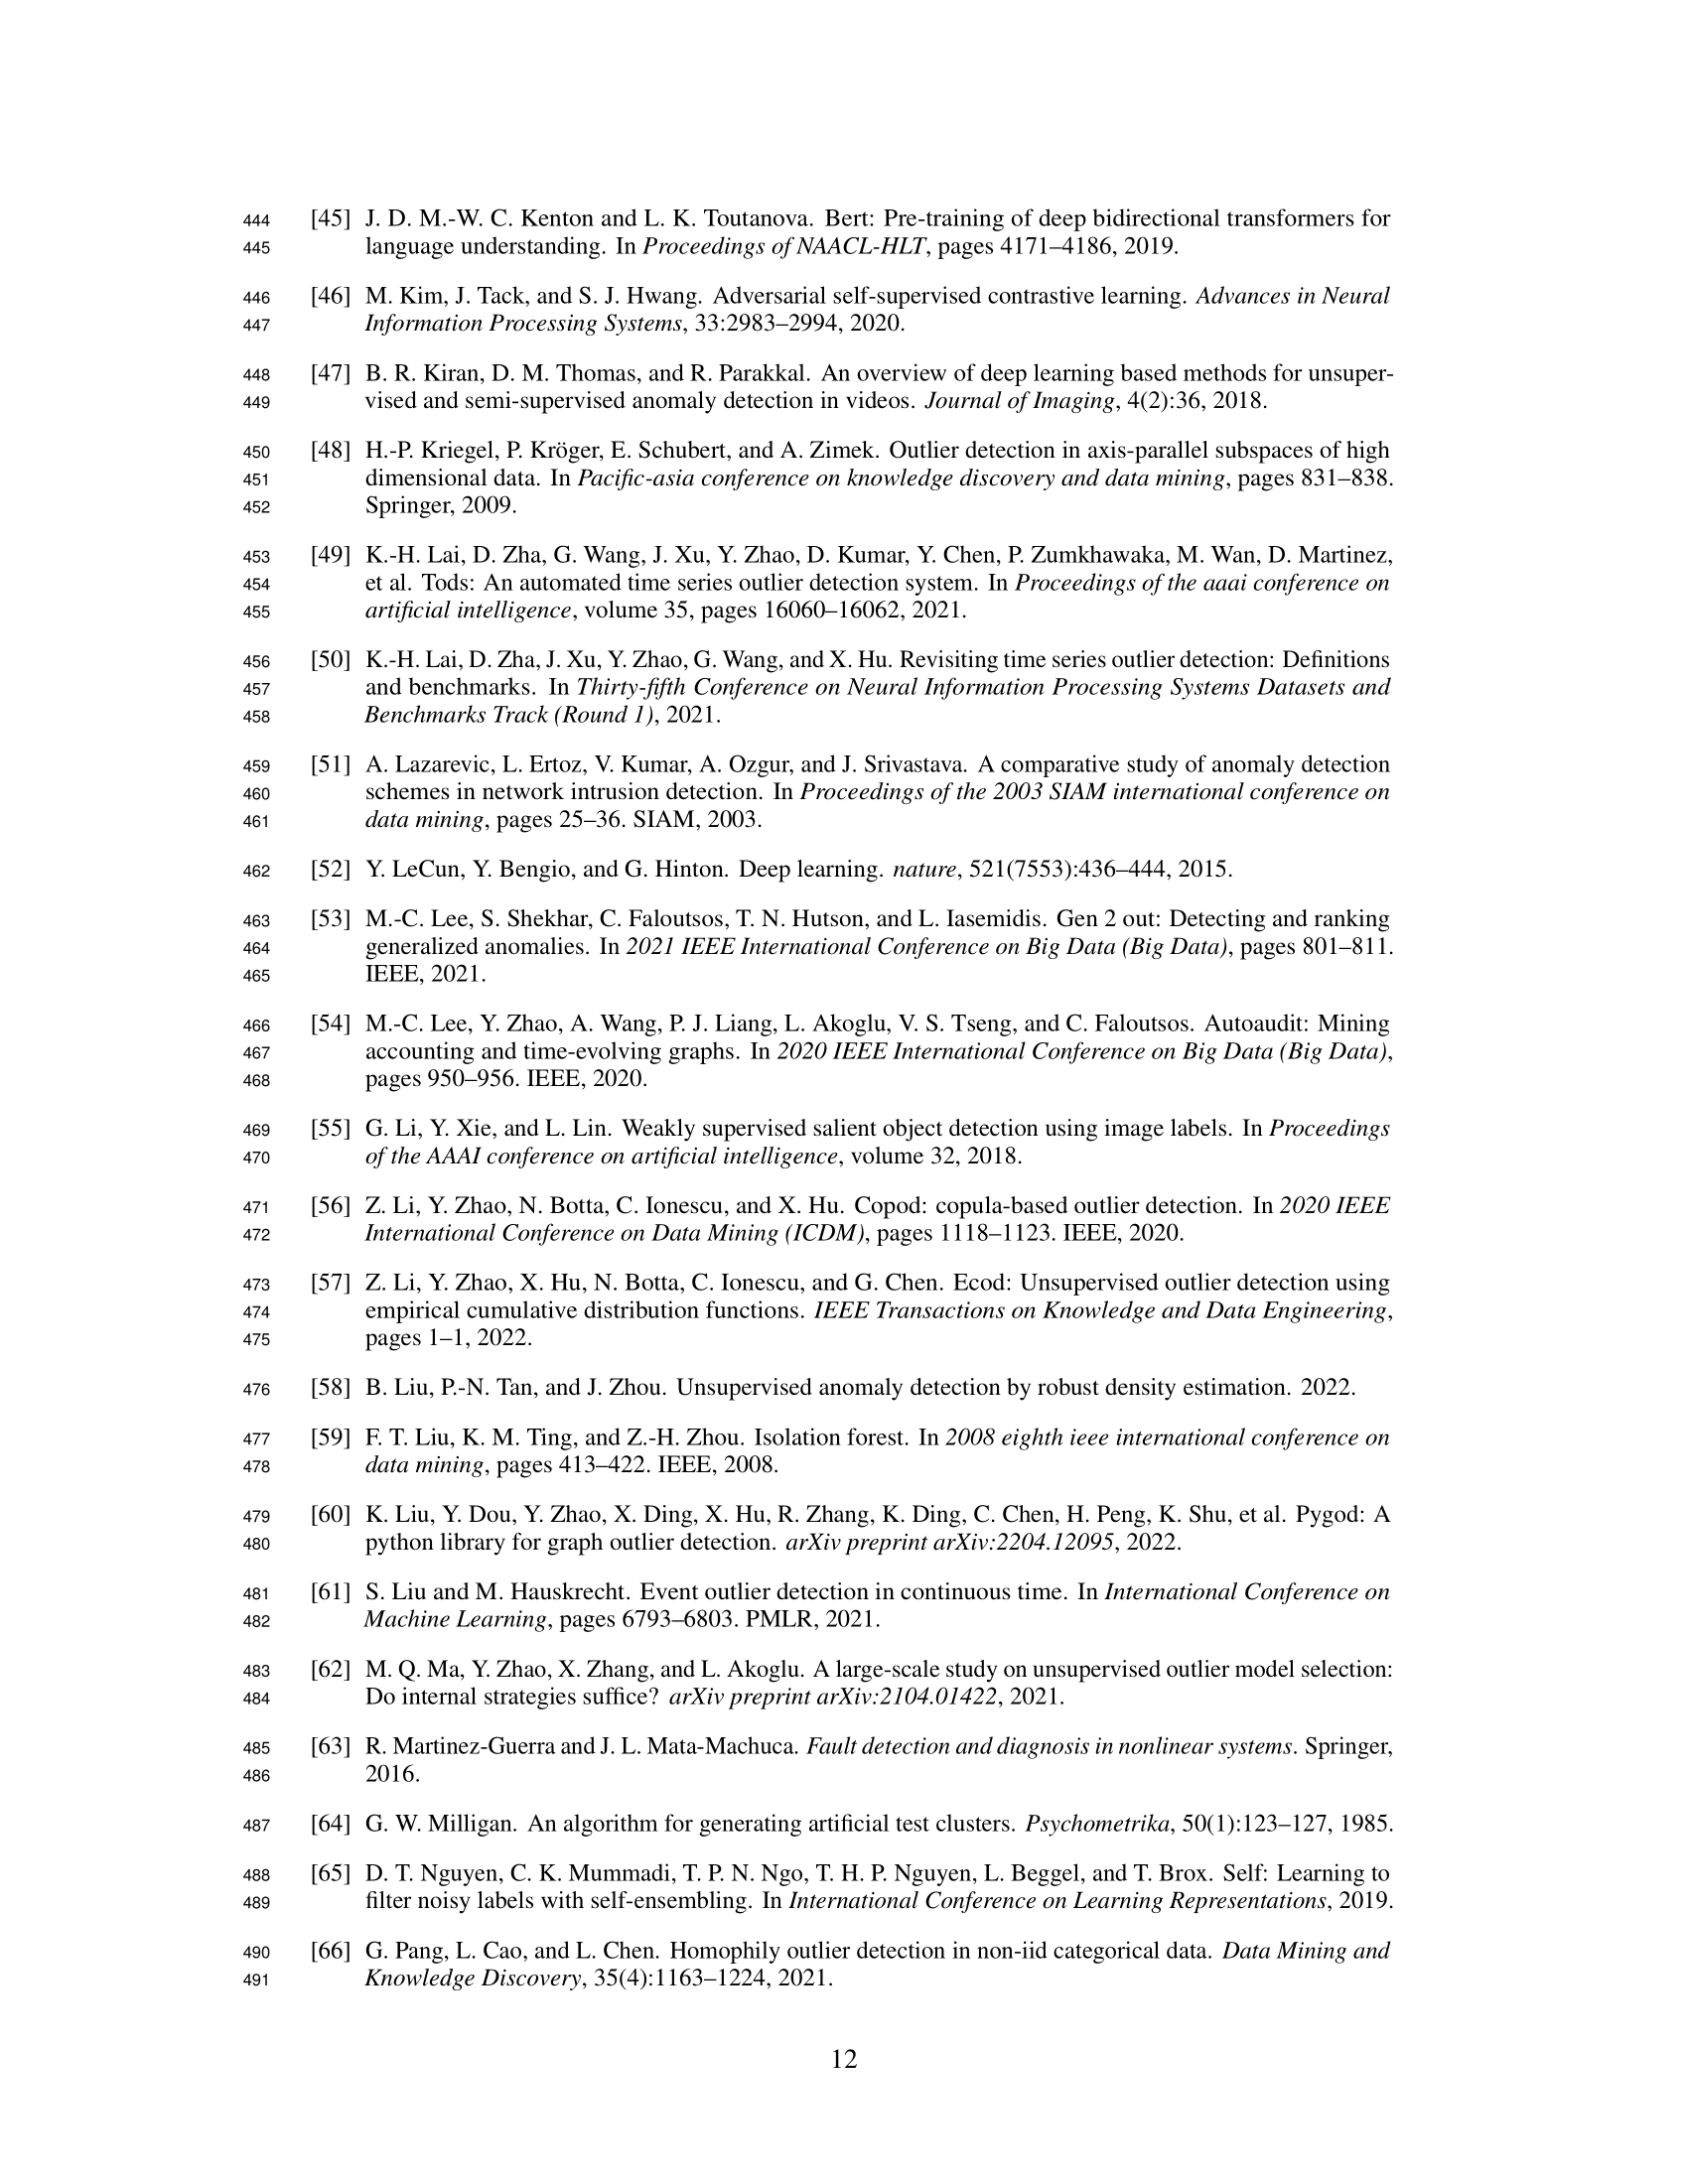 444 [45] J. D. M.-W. C. Kenton and L. K. Toutanova. Bert: Pre-training of deep bidirectional transformers for
445 language understanding. In Proceedings of NAACL-HLT, pages 4171–4186, 2019.
446 [46] M. Kim, J. Tack, and S. J. Hwang. Adversarial self-supervised contrastive learning. Advances in Neural
447 Information Processing Systems, 33:2983–2994, 2020.
448 [47] B. R. Kiran, D. M. Thomas, and R. Parakkal. An overview of deep learning based methods for unsuper-
449 vised and semi-supervised anomaly detection in videos. Journal of Imaging, 4(2):36, 2018.
450 [48] H.-P. Kriegel, P. Kröger, E. Schubert, and A. Zimek. Outlier detection in axis-parallel subspaces of high
451 dimensional data. In Pacific-asia conference on knowledge discovery and data mining, pages 831–838.
452 Springer, 2009.
453 [49] K.-H. Lai, D. Zha, G. Wang, J. Xu, Y. Zhao, D. Kumar, Y. Chen, P. Zumkhawaka, M. Wan, D. Martinez,
454 et al. Tods: An automated time series outlier detection system. In Proceedings of the aaai conference on
455 artificial intelligence, volume 35, pages 16060–16062, 2021.
456 [50] K.-H. Lai, D. Zha, J. Xu, Y. Zhao, G. Wang, and X. Hu. Revisiting time series outlier detection: Definitions
457 and benchmarks. In Thirty-fifth Conference on Neural Information Processing Systems Datasets and
458 Benchmarks Track (Round 1), 2021.
459 [51] A. Lazarevic, L. Ertoz, V. Kumar, A. Ozgur, and J. Srivastava. A comparative study of anomaly detection
460 schemes in network intrusion detection. In Proceedings of the 2003 SIAM international conference on
461 data mining, pages 25–36. SIAM, 2003.
462 [52] Y. LeCun, Y. Bengio, and G. Hinton. Deep learning. nature, 521(7553):436–444, 2015.
463 [53] M.-C. Lee, S. Shekhar, C. Faloutsos, T. N. Hutson, and L. Iasemidis. Gen 2 out: Detecting and ranking
464 generalized anomalies. In 2021 IEEE International Conference on Big Data (Big Data), pages 801–811.
465 IEEE, 2021.
466 [54] M.-C. Lee, Y. Zhao, A. Wang, P. J. Liang, L. Akoglu, V. S. Tseng, and C. Faloutsos. Autoaudit: Mining
467 accounting and time-evolving graphs. In 2020 IEEE International Conference on Big Data (Big Data),
468 pages 950–956. IEEE, 2020.
469 [55] G. Li, Y. Xie, and L. Lin. Weakly supervised salient object detection using image labels. In Proceedings
470 of the AAAI conference on artificial intelligence, volume 32, 2018.
471 [56] Z. Li, Y. Zhao, N. Botta, C. Ionescu, and X. Hu. Copod: copula-based outlier detection. In 2020 IEEE
472 International Conference on Data Mining (ICDM), pages 1118–1123. IEEE, 2020.
473 [57] Z. Li, Y. Zhao, X. Hu, N. Botta, C. Ionescu, and G. Chen. Ecod: Unsupervised outlier detection using
474 empirical cumulative distribution functions. IEEE Transactions on Knowledge and Data Engineering,
475 pages 1–1, 2022.
476 [58] B. Liu, P.-N. Tan, and J. Zhou. Unsupervised anomaly detection by robust density estimation. 2022.
477 [59] F. T. Liu, K. M. Ting, and Z.-H. Zhou. Isolation forest. In 2008 eighth ieee international conference on
478 data mining, pages 413–422. IEEE, 2008.
479 [60] K. Liu, Y. Dou, Y. Zhao, X. Ding, X. Hu, R. Zhang, K. Ding, C. Chen, H. Peng, K. Shu, et al. Pygod: A
480 python library for graph outlier detection. arXiv preprint arXiv:2204.12095, 2022.
481 [61] S. Liu and M. Hauskrecht. Event outlier detection in continuous time. In International Conference on
482 Machine Learning, pages 6793–6803. PMLR, 2021.
483 [62] M. Q. Ma, Y. Zhao, X. Zhang, and L. Akoglu. A large-scale study on unsupervised outlier model selection:
484 Do internal strategies suffice? arXiv preprint arXiv:2104.01422, 2021.
485 [63] R. Martinez-Guerra and J. L. Mata-Machuca. Fault detection and diagnosis in nonlinear systems. Springer,
486 2016.
487 [64] G. W. Milligan. An algorithm for generating artificial test clusters. Psychometrika, 50(1):123–127, 1985.
488 [65] D. T. Nguyen, C. K. Mummadi, T. P. N. Ngo, T. H. P. Nguyen, L. Beggel, and T. Brox. Self: Learning to
489 filter noisy labels with self-ensembling. In International Conference on Learning Representations, 2019.
490 [66] G. Pang, L. Cao, and L. Chen. Homophily outlier detection in non-iid categorical data. Data Mining and
491 Knowledge Discovery, 35(4):1163–1224, 2021.
12